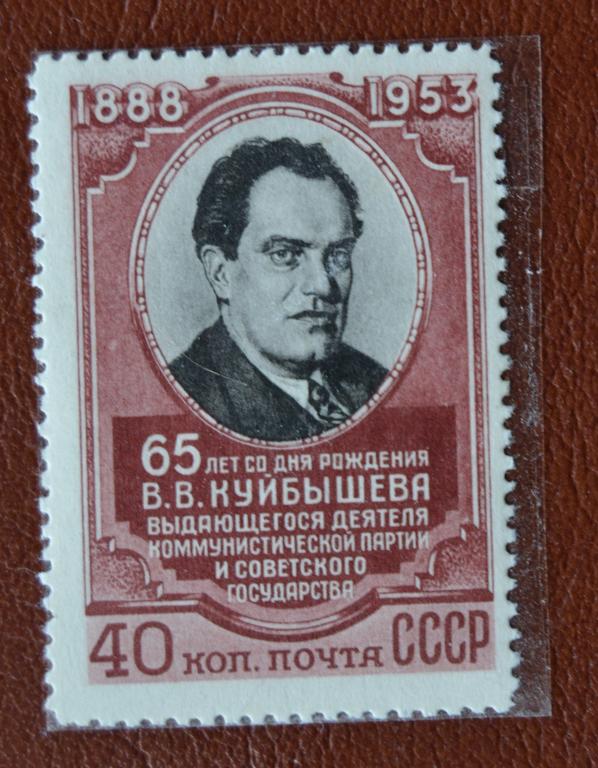 1888 1953
65 ЛЕТ СО ДНЯ РОЖДЕНИЯ
В.В.КУЙБЫШЕВА
ВЫДАЮЩЕГОСЯ ДЕЯТЕЛЯ
КОММУНИСТИЧЕСКОЙ ПАРТИИ
И СОВЕТСКОГО
ГОСУДАРСТВА
40 КОП. ПОЧТА СССР